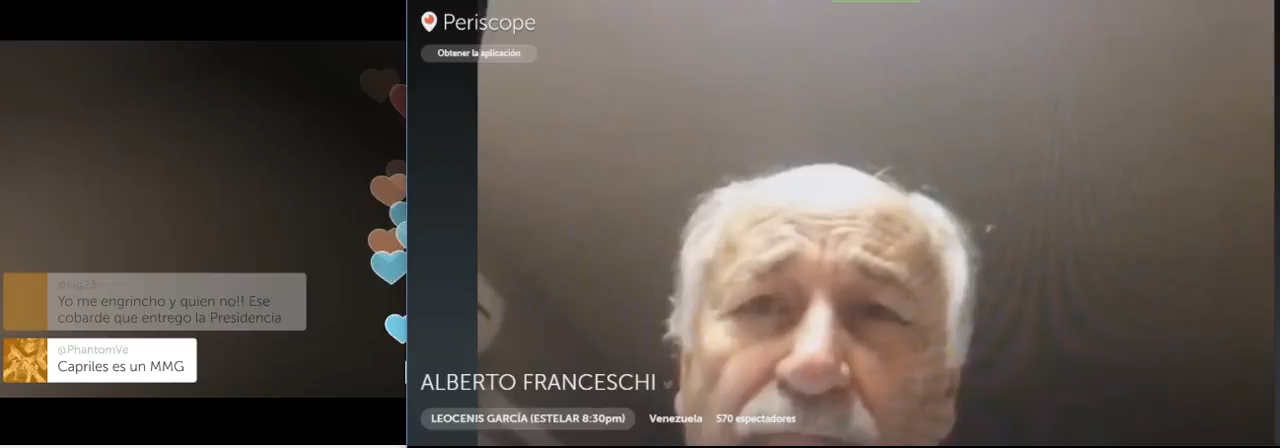 Periscope
Obtener la aplicación
@Gg23
Yo me engrincho y quien no!! Ese
cobarde que entrego la Presidencia
@PhantomVe
Capriles es un MMG
ALBERTO FRANCESCHI
LEOCENIS GARCÍA (ESTELAR 8:30pm) Venezuela 570 espectadores